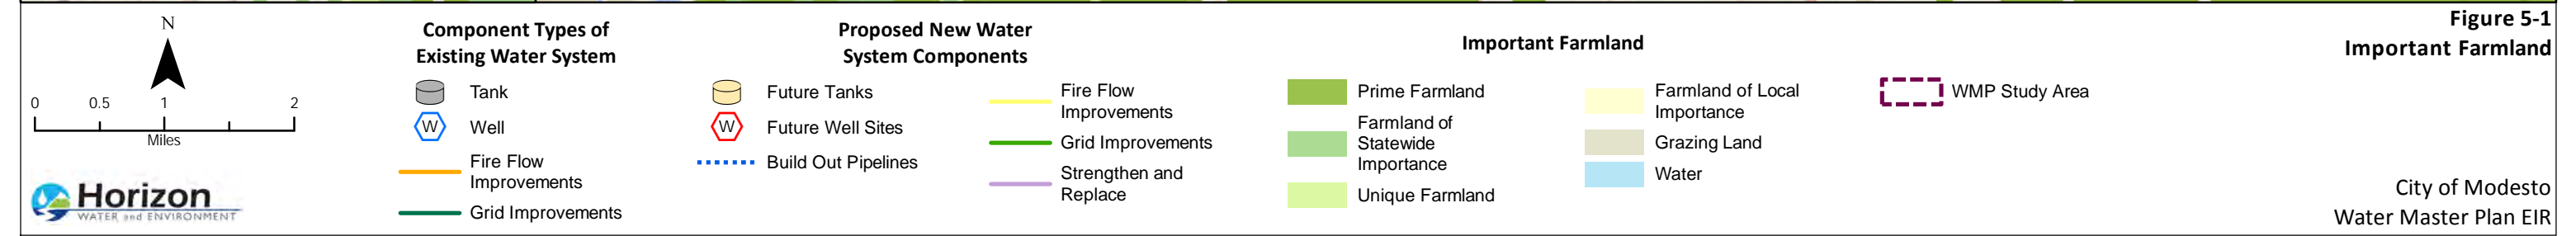 N
0 0.5 1 2
Miles
Horizon
WATER and ENVIRONMENT
Component Types of
Existing Water System
Tank
W
Well
Fire Flow
Improvements
Grid Improvements
Proposed New Water
System Components
Future Tanks
W
Future Well Sites
Build Out Pipelines
Fire Flow
Improvements
Grid Improvements
Strengthen and
Replace
Important Farmland
Prime Farmland
Farmland of
Statewide
Importance
Unique Farmland
Farmland of Local
Importance
Grazing Land
Water
WMP Study Area
Figure 5-1
Important Farmland
City of Modesto
Water Master Plan EIR